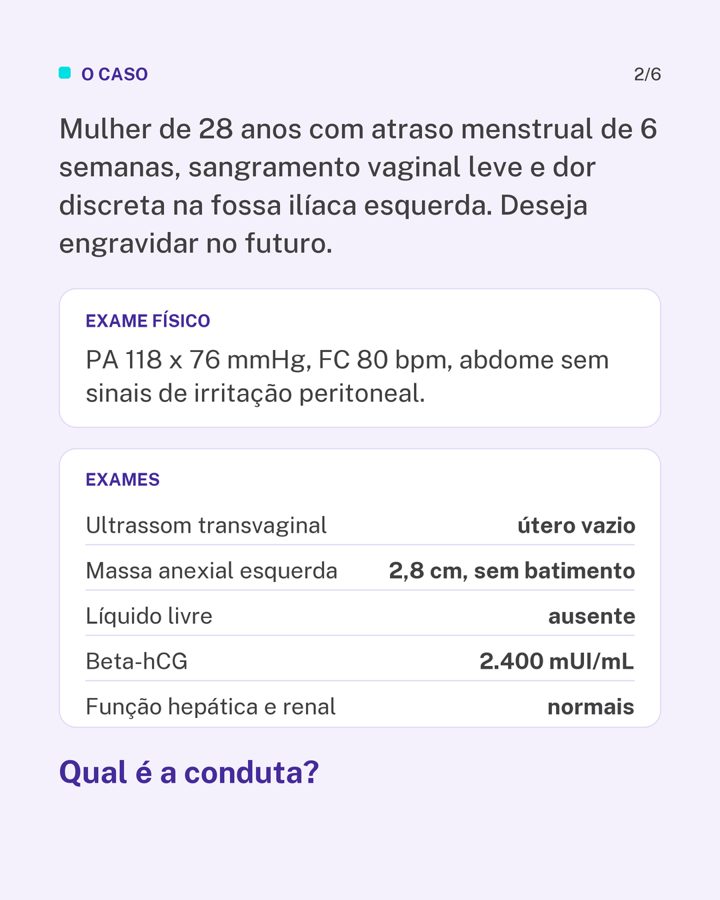 O CASO
2/6
Mulher de 28 anos com atraso menstrual de 6
semanas, sangramento vaginal leve e dor
discreta na fossa ilíaca esquerda. Deseja
engravidar no futuro.
EXAME FÍSICO
PA 118 x 76 mmHg, FC 80 bpm, abdome sem
sinais de irritação peritoneal.
EXAMES
Ultrassom transvaginal útero vazio
Massa anexial esquerda 2,8 cm, sem batimento
Líquido livre ausente
Beta-hCG 2.400 mUI/mL
Função hepática e renal normais
Qual é a conduta?